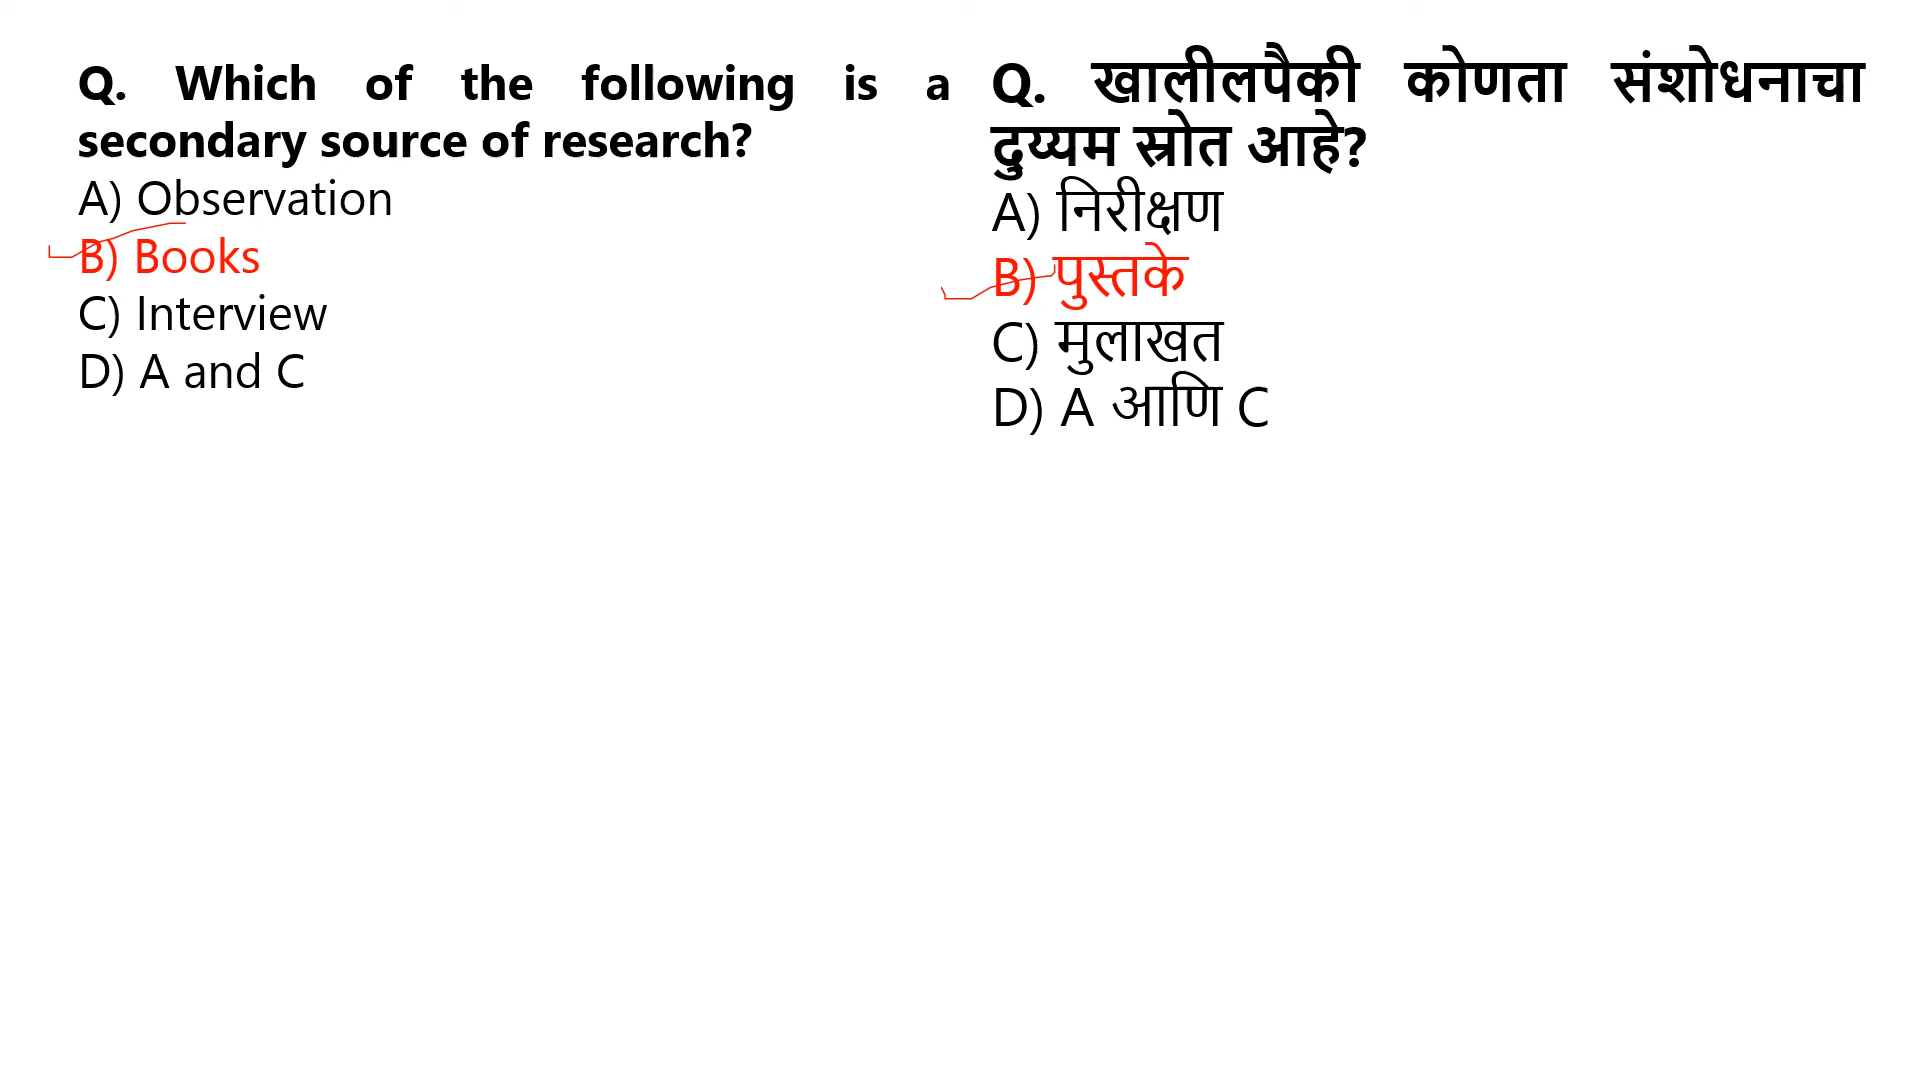 Q. Which of the following is a
secondary source of research?
A) Observation
B) Books
C) Interview
D) A and C
Q. खालीलपैकी कोणता संशोधनाचा
दुय्यम स्रोत आहे?
A) निरीक्षण
B) पुस्तके
C) मुलाखत
D) A आणि C